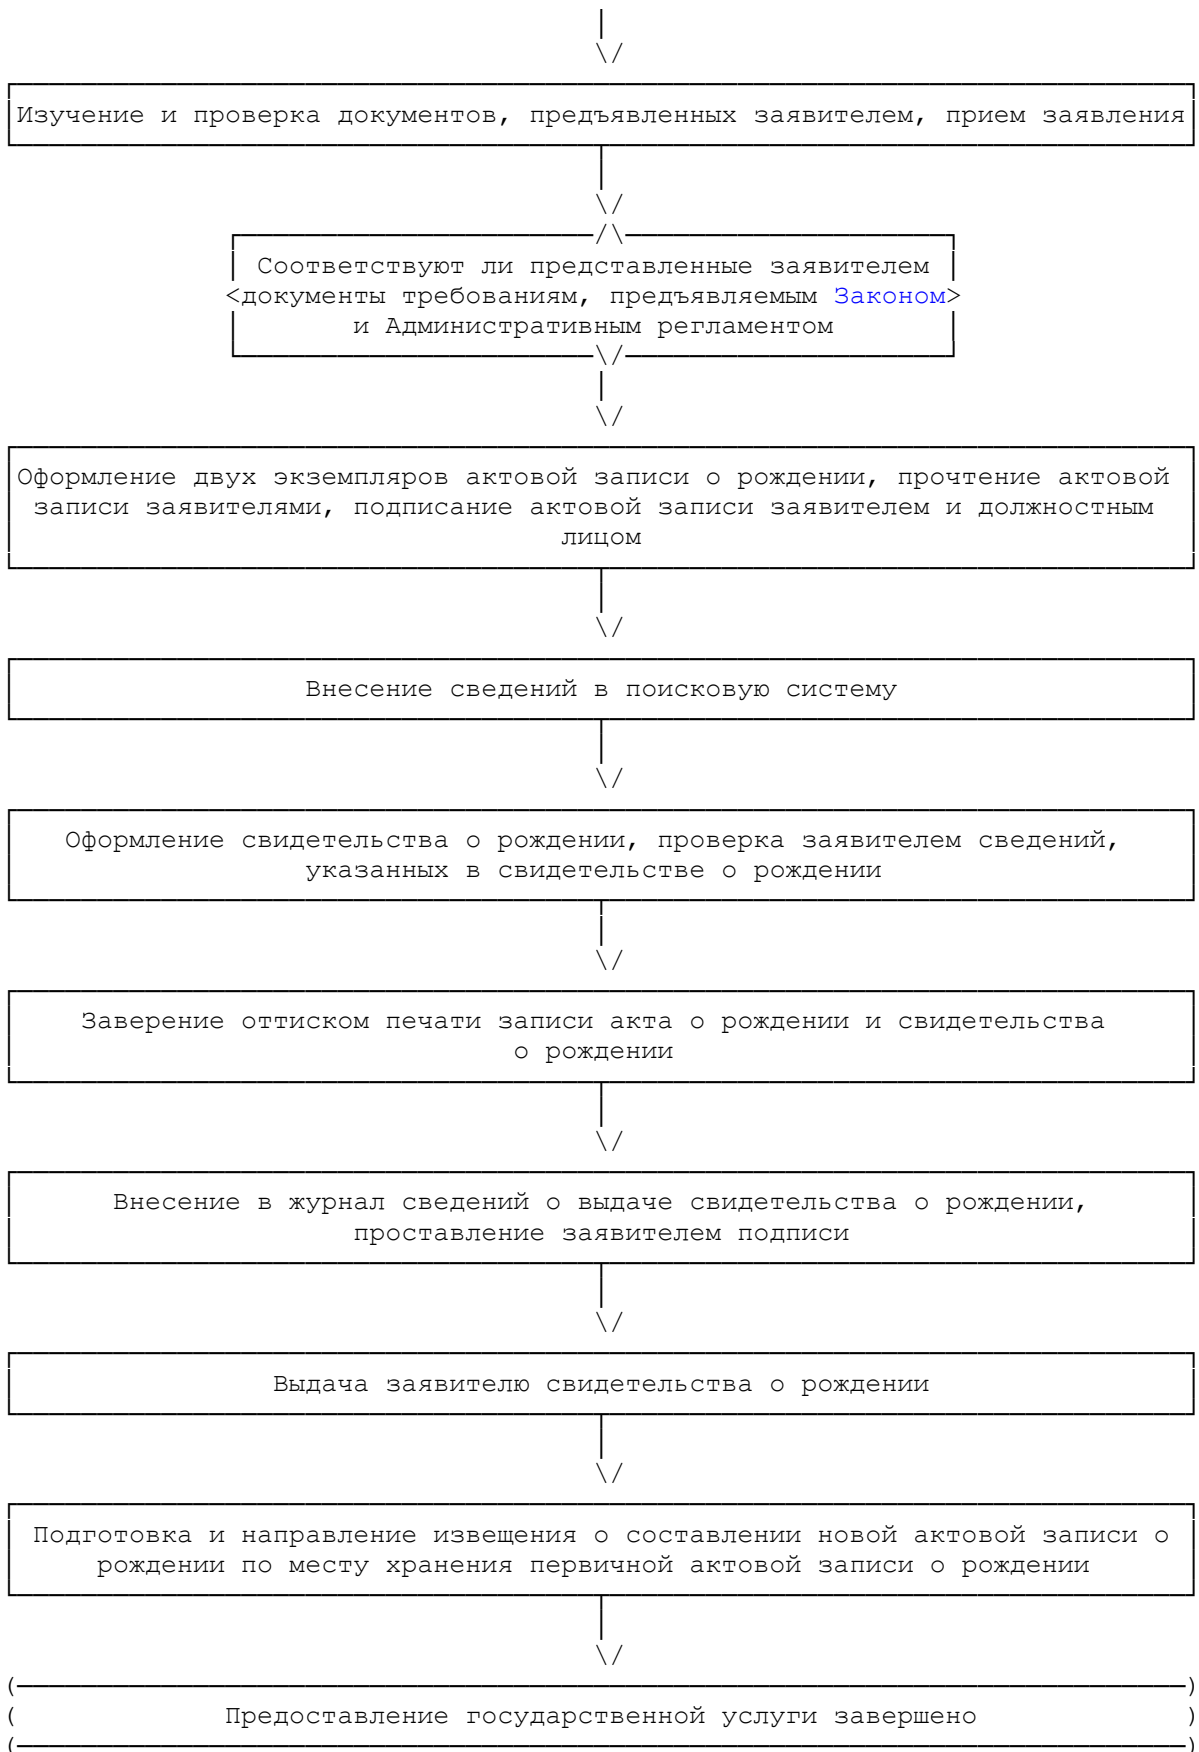 Изучение и проверка документов, предъявленных заявителем, прием заявления
Соответствуют ли представленные заявителем
<документы требованиям, предъявляемым Законом>
и Административным регламентом
Оформление двух экземпляров актовой записи о рождении, прочтение актовой
записи заявителями, подписание актовой записи заявителем и должностным
лицом
Внесение сведений в поисковую систему
Оформление свидетельства о рождении, проверка заявителем сведений,
указанных в свидетельстве о рождении
Заверение оттиском печати записи акта о рождении и свидетельства
о рождении
Внесение в журнал сведений о выдаче свидетельства о рождении,
проставление заявителем подписи
Выдача заявителю свидетельства о рождении
Подготовка и направление извещения о составлении новой актовой записи о
рождении по месту хранения первичной актовой записи о рождении
( Предоставление государственной услуги завершено )